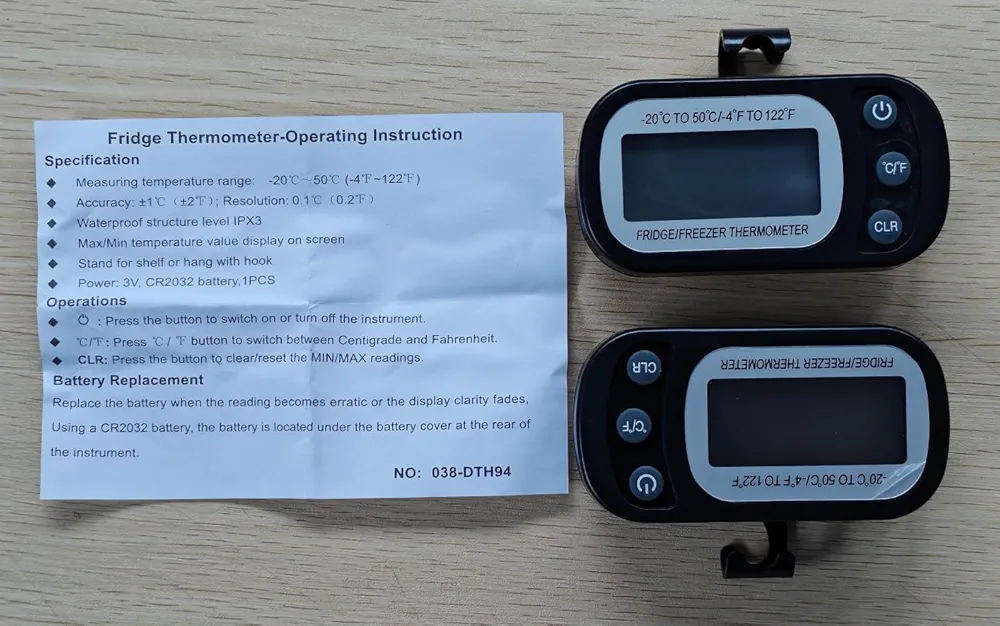 Fridge Thermometer-Operating Instruction
Specification
◆ Measuring temperature range: -20℃~50℃ (-4℉~122℉)
◆ Accuracy: ±1℃ (±2℉); Resolution: 0.1℃ (0.2℉)
◆ Waterproof structure level IPX3
◆ Max/Min temperature value display on screen
◆ Stand for shelf or hang with hook
◆ Power: 3V, CR2032 battery,1PCS
Operations
◆ ⏻ : Press the button to switch on or turn off the instrument.
◆ ℃/℉: Press ℃ / ℉ button to switch between Centigrade and Fahrenheit.
◆ CLR: Press the button to clear/reset the MIN/MAX readings.
Battery Replacement
Replace the battery when the reading becomes erratic or the display clarity fades,
Using a CR2032 battery, the battery is located under the battery cover at the rear of
the instrument.
NO: 038-DTH94
-20℃ TO 50℃/-4℉ TO 122℉
FRIDGE/FREEZER THERMOMETER
℃/℉
CLR
-20℃ TO 50℃/-4℉ TO 122℉
FRIDGE/FREEZER THERMOMETER
℃/℉
CLR